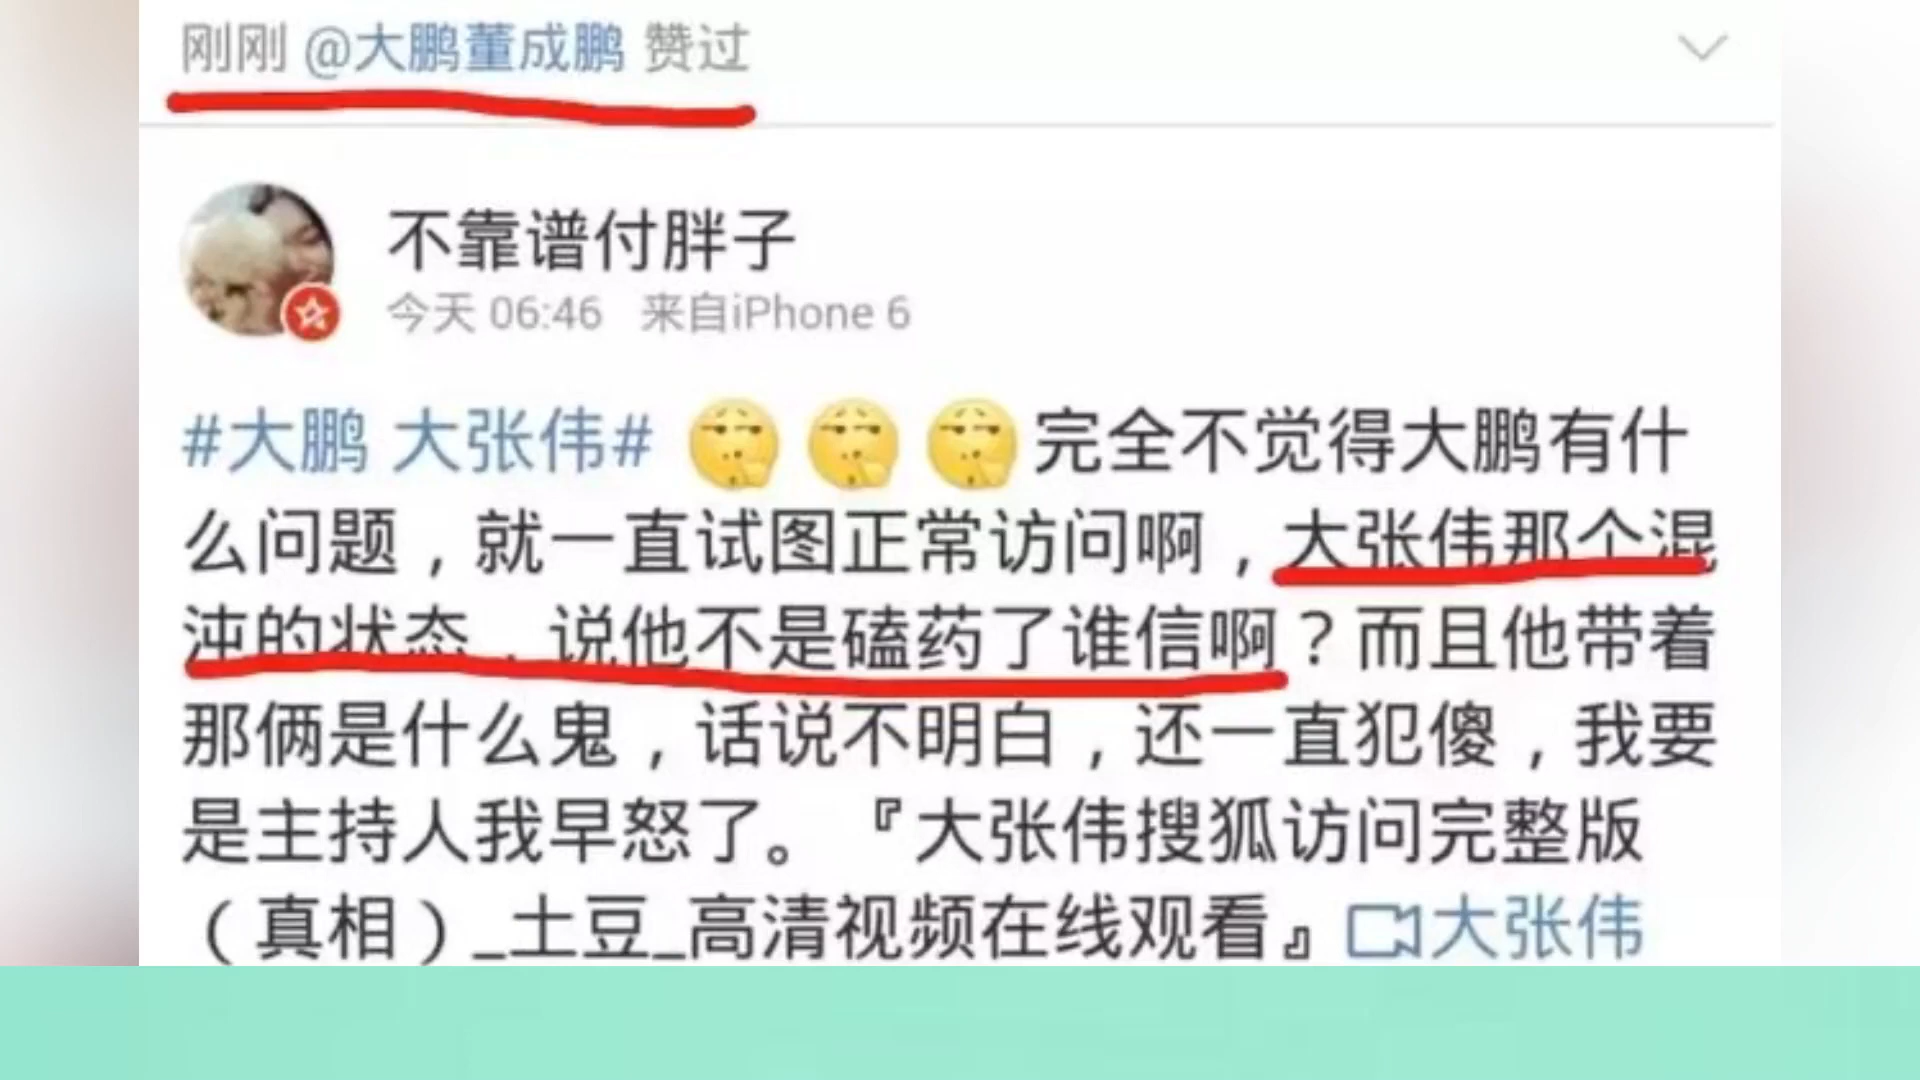 刚刚 @大鹏董成鹏 赞过
不靠谱付胖子
今天 06:46 来自iPhone 6
#大鹏 大张伟# 完全不觉得大鹏有什
么问题，就一直试图正常访问啊，大张伟那个混
沌的状态，说他不是磕药了谁信啊？而且他带着
那俩是什么鬼，话说不明白，还一直犯傻，我要
是主持人我早怒了。『大张伟搜狐访问完整版
（真相）_土豆_高清视频在线观看』大张伟